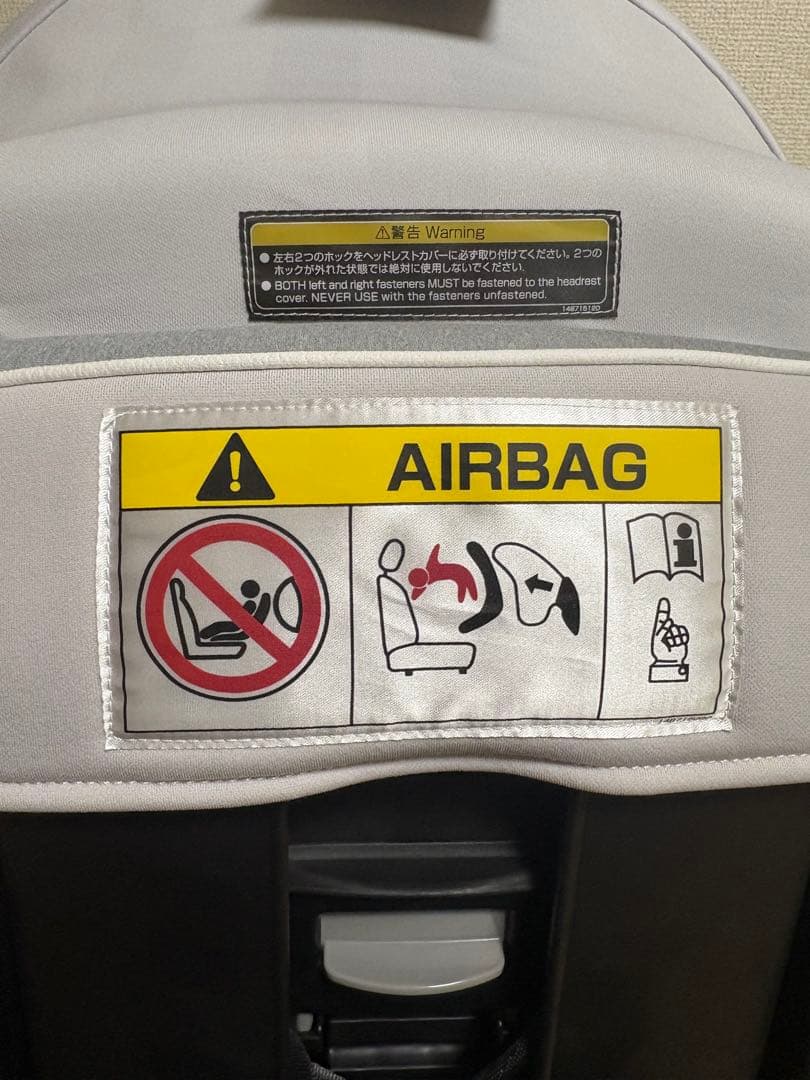 ⚠警告 Warning
● 左右2つのホックをヘッドレストカバーに必ず取り付けてください。2つの
ホックが外れた状態では絶対に使用しないでください.
● BOTH left and right fasteners MUST be fastened to the headrest
cover. NEVER USE with the fasteners unfastened.
148715120
AIRBAG
i